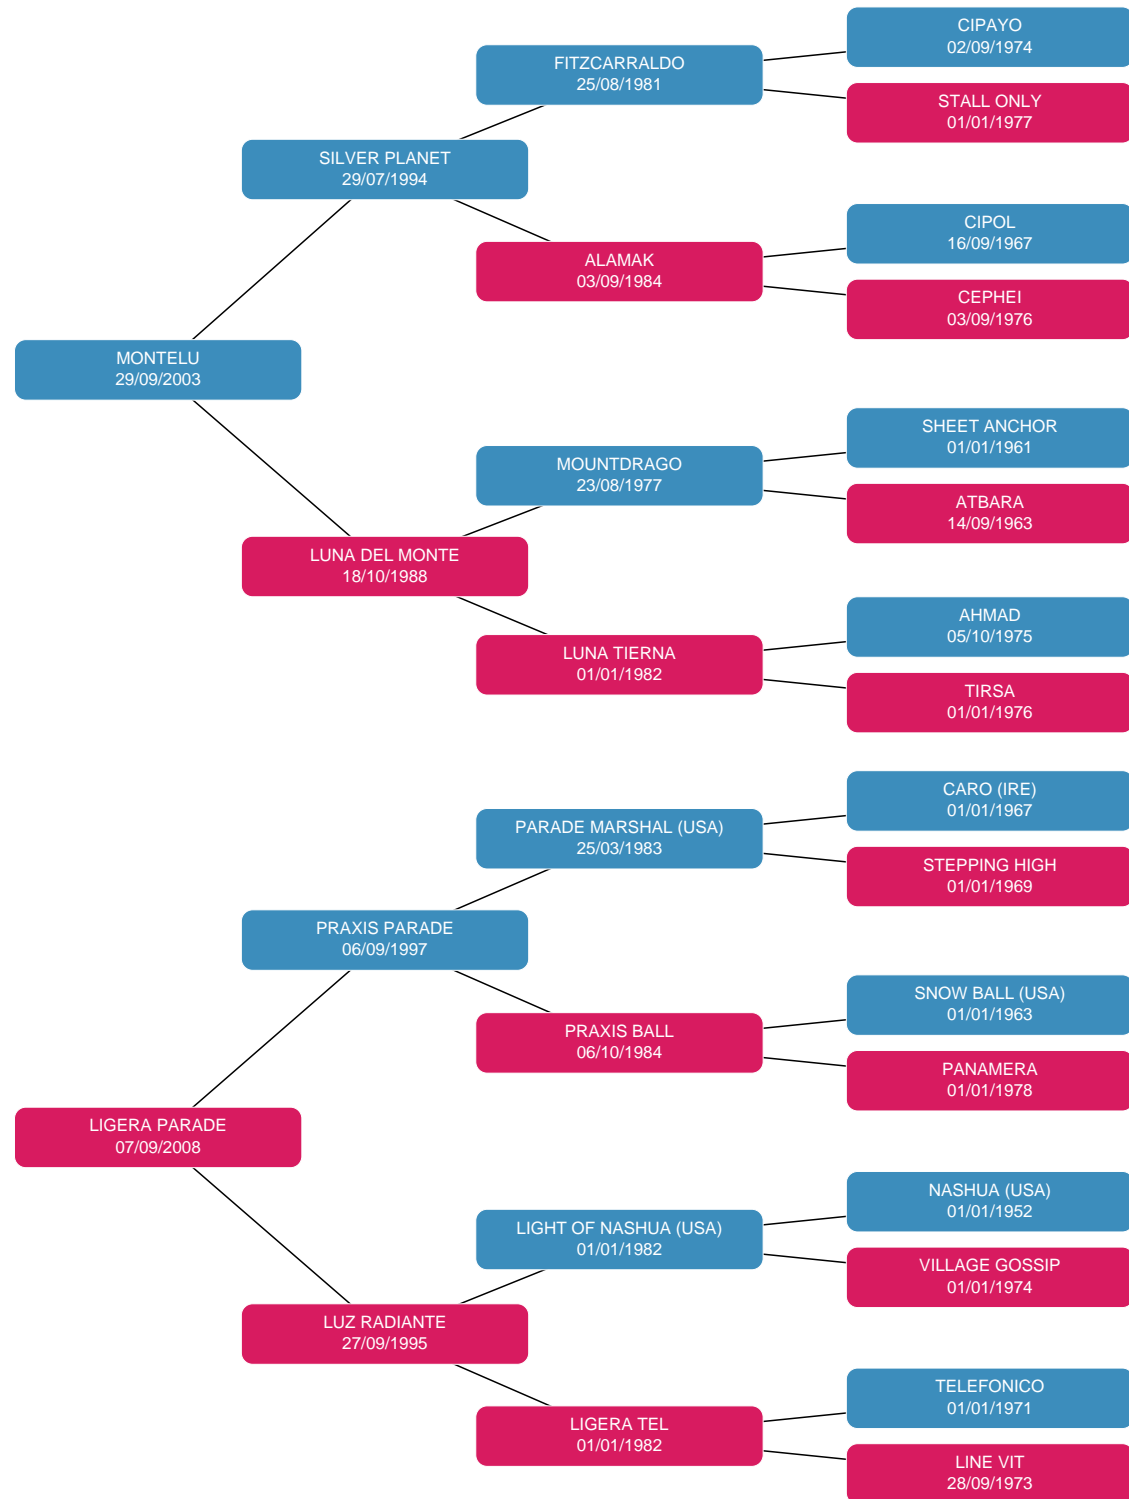 CIPAYO
02/09/1974
FITZCARRALDO
25/08/1981
STALL ONLY
01/01/1977
SILVER PLANET
29/07/1994
CIPOL
16/09/1967
ALAMAK
03/09/1984
CEPHEI
03/09/1976
MONTELU
29/09/2003
SHEET ANCHOR
01/01/1961
MOUNTDRAGO
23/08/1977
ATBARA
14/09/1963
LUNA DEL MONTE
18/10/1988
AHMAD
05/10/1975
LUNA TIERNA
01/01/1982
TIRSA
01/01/1976
CARO (IRE)
01/01/1967
PARADE MARSHAL (USA)
25/03/1983
STEPPING HIGH
01/01/1969
PRAXIS PARADE
06/09/1997
SNOW BALL (USA)
01/01/1963
PRAXIS BALL
06/10/1984
PANAMERA
01/01/1978
LIGERA PARADE
07/09/2008
NASHUA (USA)
01/01/1952
LIGHT OF NASHUA (USA)
01/01/1982
VILLAGE GOSSIP
01/01/1974
LUZ RADIANTE
27/09/1995
TELEFONICO
01/01/1971
LIGERA TEL
01/01/1982
LINE VIT
28/09/1973